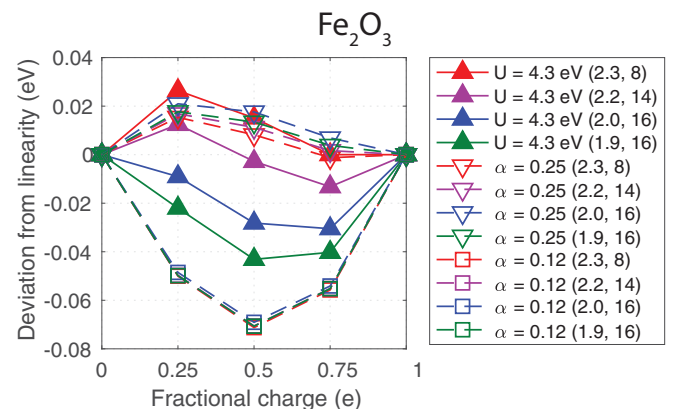 Fe₂O₃
Deviation from linearity (eV)
0.04
0.02
0
-0.02
-0.04
-0.06
-0.08
0 0.25 0.5 0.75 1
Fractional charge (e)
U = 4.3 eV (2.3, 8)
U = 4.3 eV (2.2, 14)
U = 4.3 eV (2.0, 16)
U = 4.3 eV (1.9, 16)
α = 0.25 (2.3, 8)
α = 0.25 (2.2, 14)
α = 0.25 (2.0, 16)
α = 0.25 (1.9, 16)
α = 0.12 (2.3, 8)
α = 0.12 (2.2, 14)
α = 0.12 (2.0, 16)
α = 0.12 (1.9, 16)